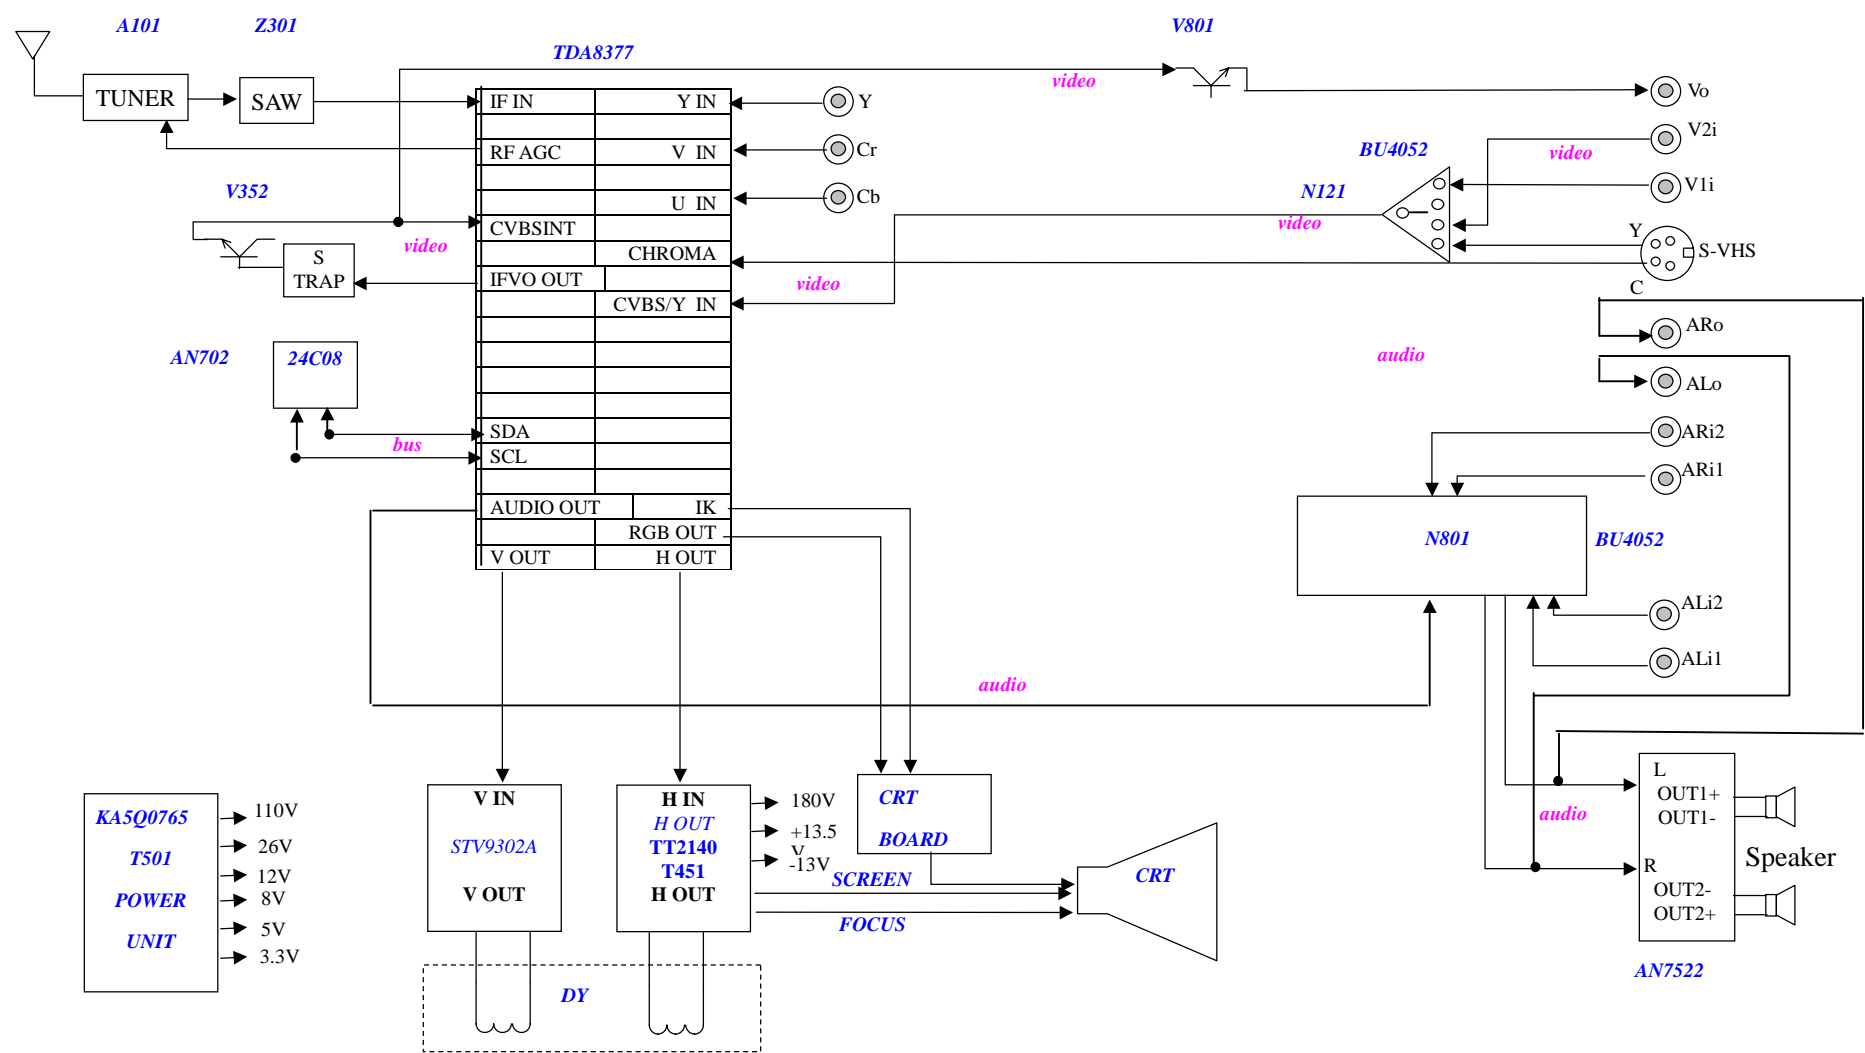 A101
Z301
V801
TDA8377
video
TUNER
SAW
IF IN
Y IN
Y
Vo
V2i
RF AGC
V IN
Cr
BU4052
video
V352
N121
V1i
U IN
Cb
CVBSINT
video
video
Y
S-VHS
CHROMA
S
TRAP
IFVO OUT
video
C
CVBS/Y IN
ARo
AN702
24C08
audio
ALo
SDA
bus
SCL
ARi2
ARi1
AUDIO OUT
IK
RGB OUT
N801
BU4052
V OUT
H OUT
ALi2
ALi1
audio
KA5Q0765
T501
POWER
UNIT
110V
26V
12V
8V
5V
3.3V
V IN
STV9302A
V OUT
H IN
H OUT
TT2140
T451
H OUT
180V
+13.5
V
-13V
CRT
BOARD
SCREEN
FOCUS
CRT
L
OUT1+
OUT1-
audio
R
OUT2-
OUT2+
Speaker
AN7522
DY